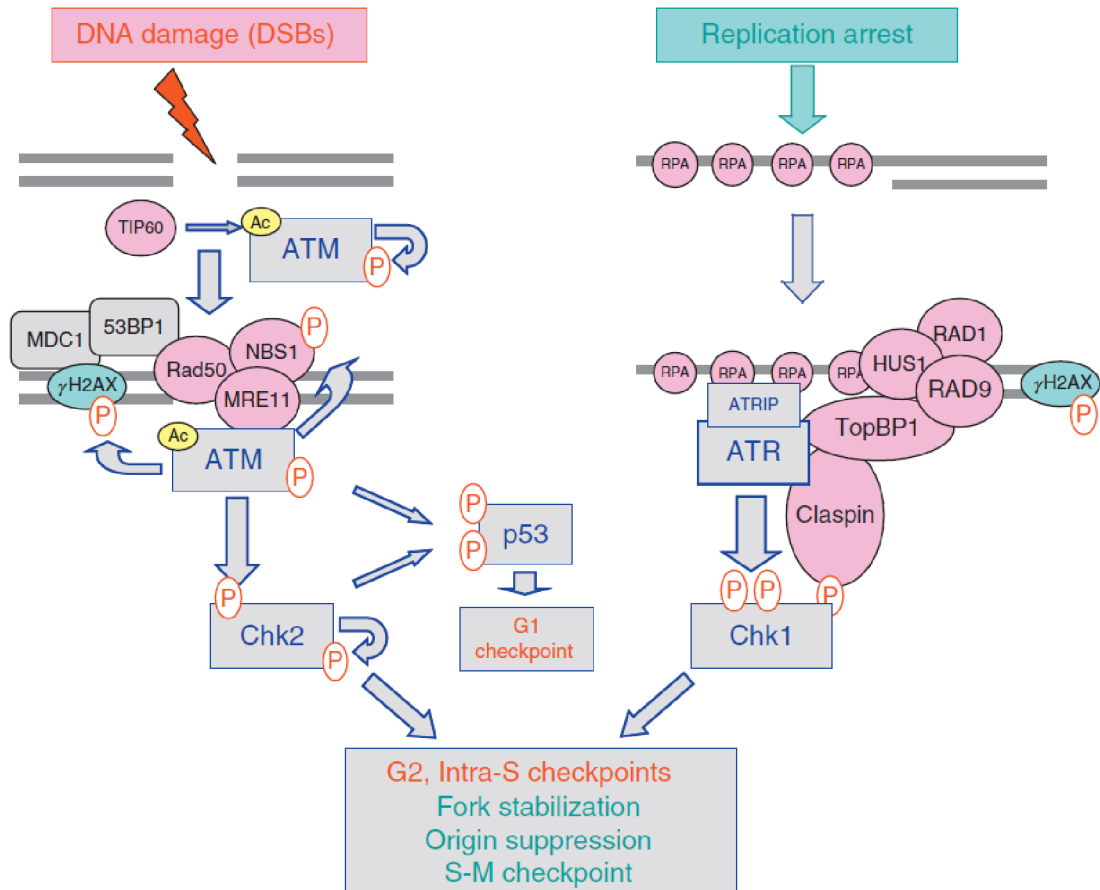 DNA damage (DSBs)
Replication arrest
RPA
RPA
RPA
RPA
TIP60
Ac
ATM
P
MDC1
53BP1
Rad50
NBS1
P
γH2AX
P
MRE11
Ac
ATM
P
RPA
RPA
RPA
RPA
HUS1
RAD1
RAD9
γH2AX
P
ATRIP
ATR
TopBP1
Claspin
P
P
p53
G1
checkpoint
P
Chk2
P
P
P
P
Chk1
G2, Intra-S checkpoints
Fork stabilization
Origin suppression
S-M checkpoint